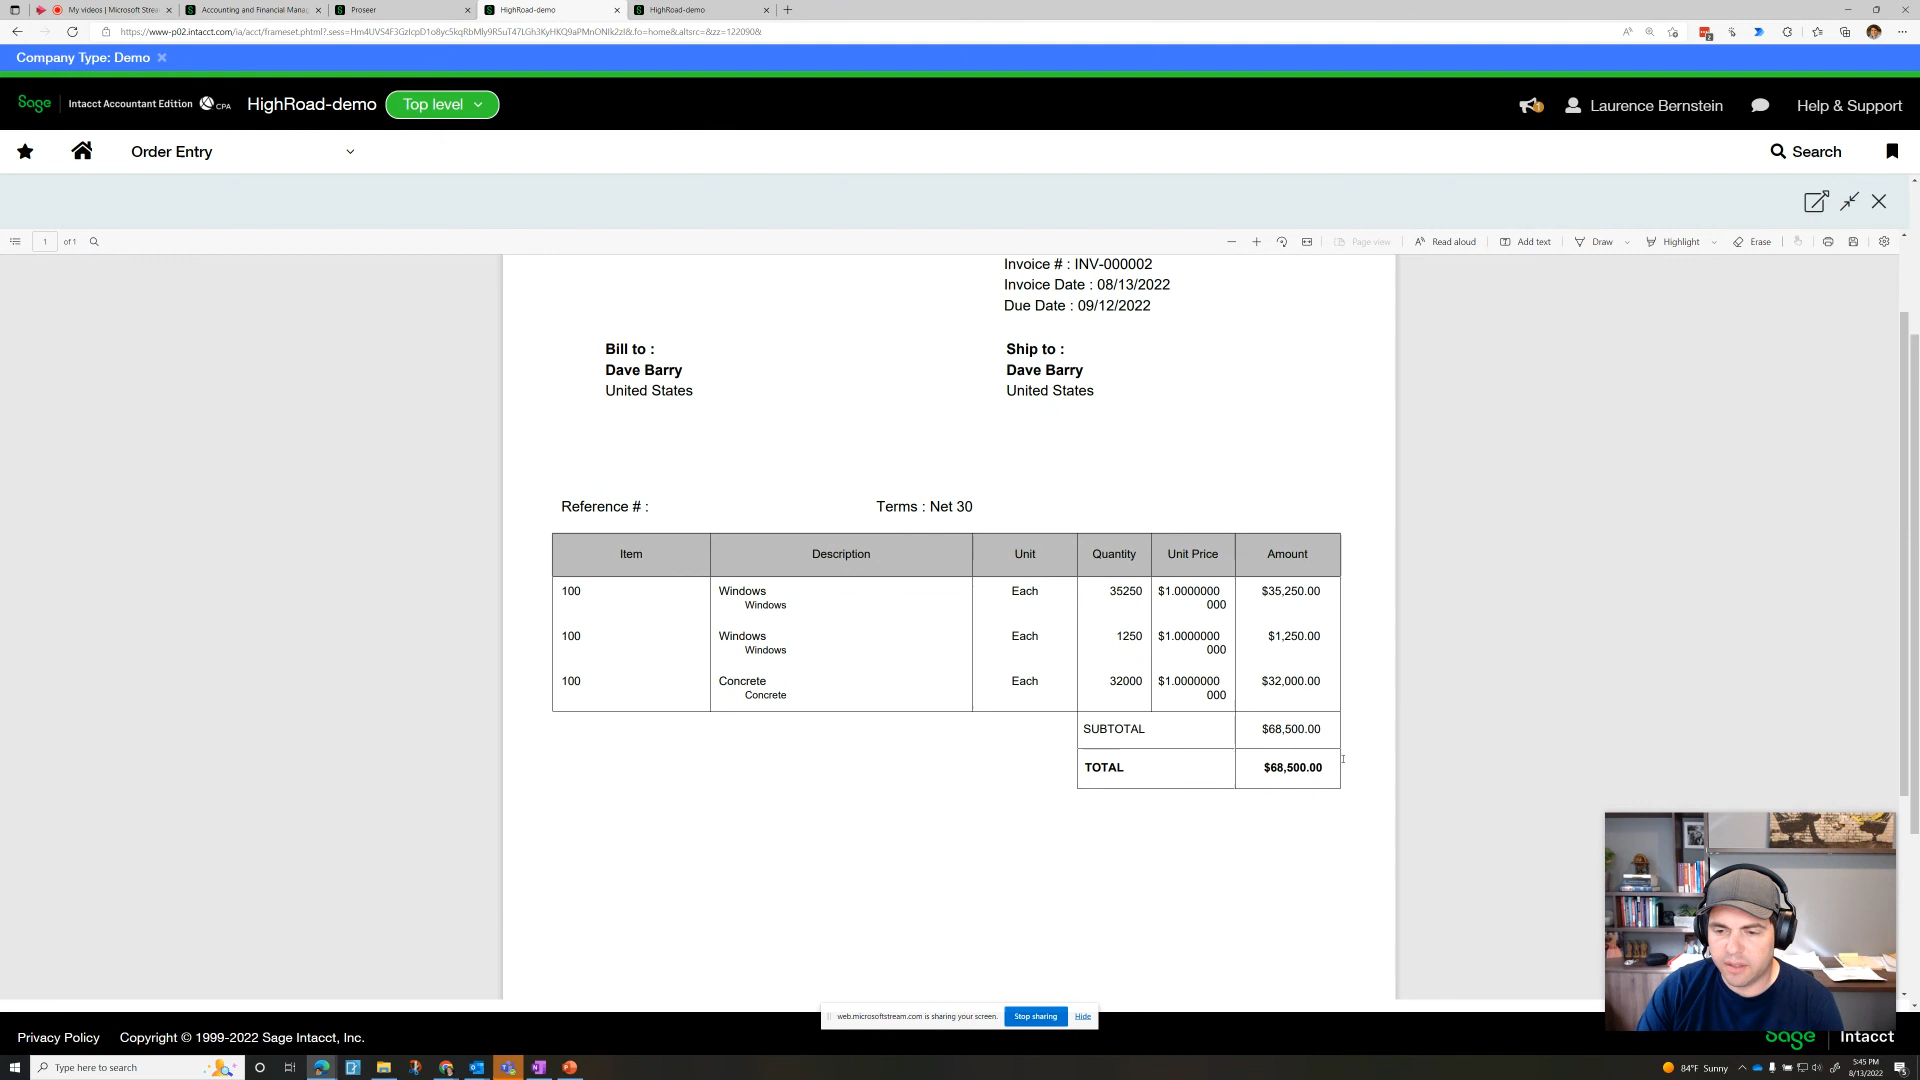 My videos | Microsoft Strea
Accounting and Financial Manag
Proseer
HighRoad-demo
HighRoad-demo
Company Type: Demo
Sage
Intacct Accountant Edition
CPA
HighRoad-demo
Top level
Laurence Bernstein
Help & Support
Order Entry
Search
1 of 1
Page view
Read aloud
Add text
Draw
Highlight
Erase
Invoice # : INV-000002
Invoice Date : 08/13/2022
Due Date : 09/12/2022
Bill to :
Dave Barry
United States
Ship to :
Dave Barry
United States
Reference # :
Terms : Net 30
Item Description Unit Quantity Unit Price Amount
100 Windows Each 35250 $1.0000000 $35,250.00
Windows 000
100 Windows Each 1250 $1.0000000 $1,250.00
Windows 000
100 Concrete Each 32000 $1.0000000 $32,000.00
Concrete 000
SUBTOTAL $68,500.00
TOTAL $68,500.00
web.microsoftstream.com is sharing your screen.
Stop sharing
Hide
Privacy Policy
Copyright © 1999-2022 Sage Intacct, Inc.
Sage
Intacct
Type here to search
84°F Sunny
5:45 PM
8/13/2022